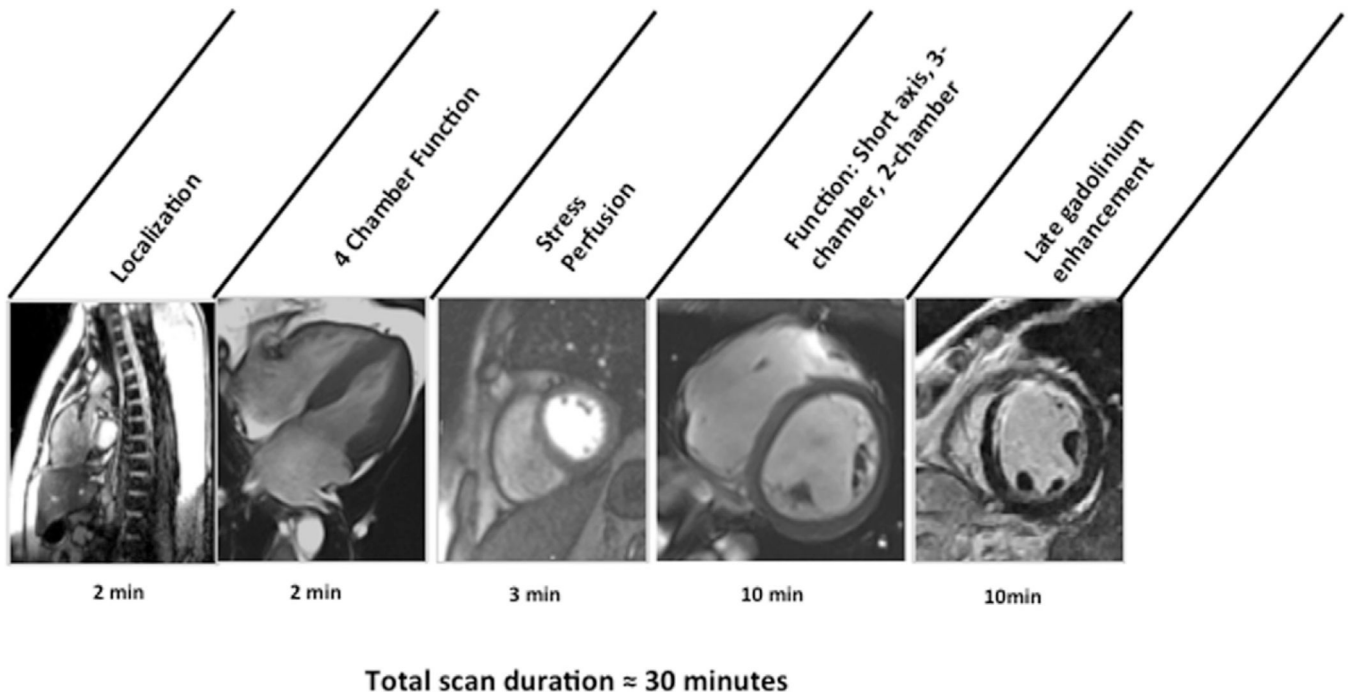 Localization
4 Chamber Function
Stress
Perfusion
Function: Short axis, 3-
chamber, 2-chamber
Late gadolinium
enhancement
2 min
2 min
3 min
10 min
10min
Total scan duration ≈ 30 minutes